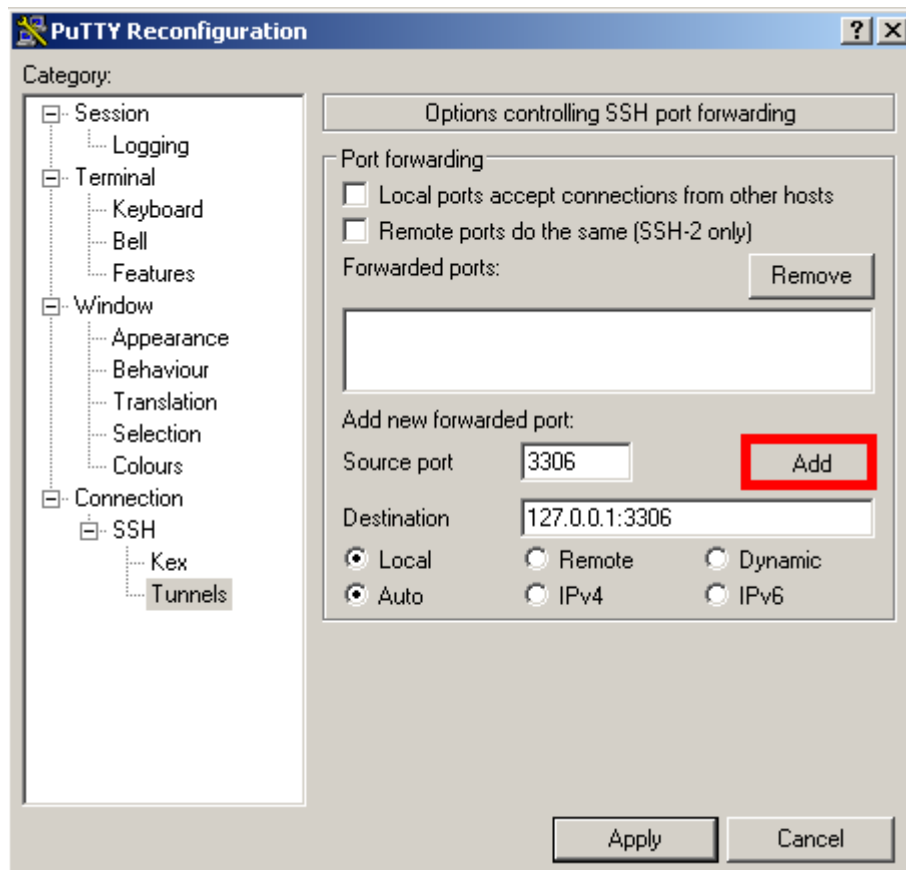 PuTTY Reconfiguration
Category:
Session
Logging
Terminal
Keyboard
Bell
Features
Window
Appearance
Behaviour
Translation
Selection
Colours
Connection
SSH
Kex
Tunnels
Options controlling SSH port forwarding
Port forwarding
Local ports accept connections from other hosts
Remote ports do the same (SSH-2 only)
Forwarded ports:
Remove
Add new forwarded port:
Source port 3306 Add
Destination 127.0.0.1:3306
Local Remote Dynamic
Auto IPv4 IPv6
Apply Cancel